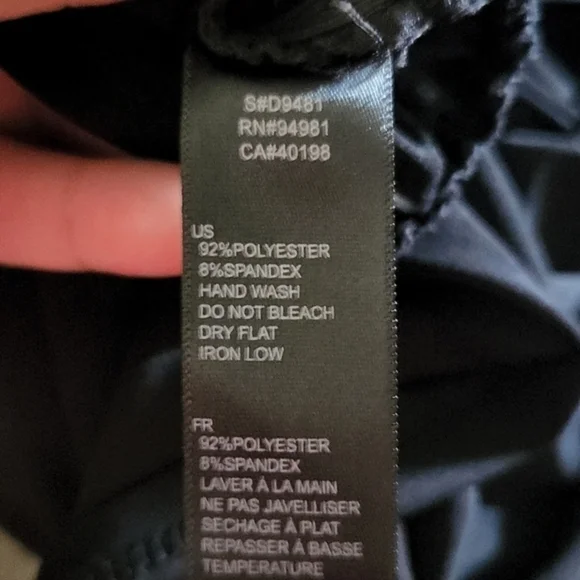 S#D9481
RN#94981
CA#40198
US
92%POLYESTER
8%SPANDEX
HAND WASH
DO NOT BLEACH
DRY FLAT
IRON LOW
FR
92%POLYESTER
8%SPANDEX
LAVER À LA MAIN
NE PAS JAVELLISER
SECHAGE À PLAT
REPASSER À BASSE
TEMPERATURE